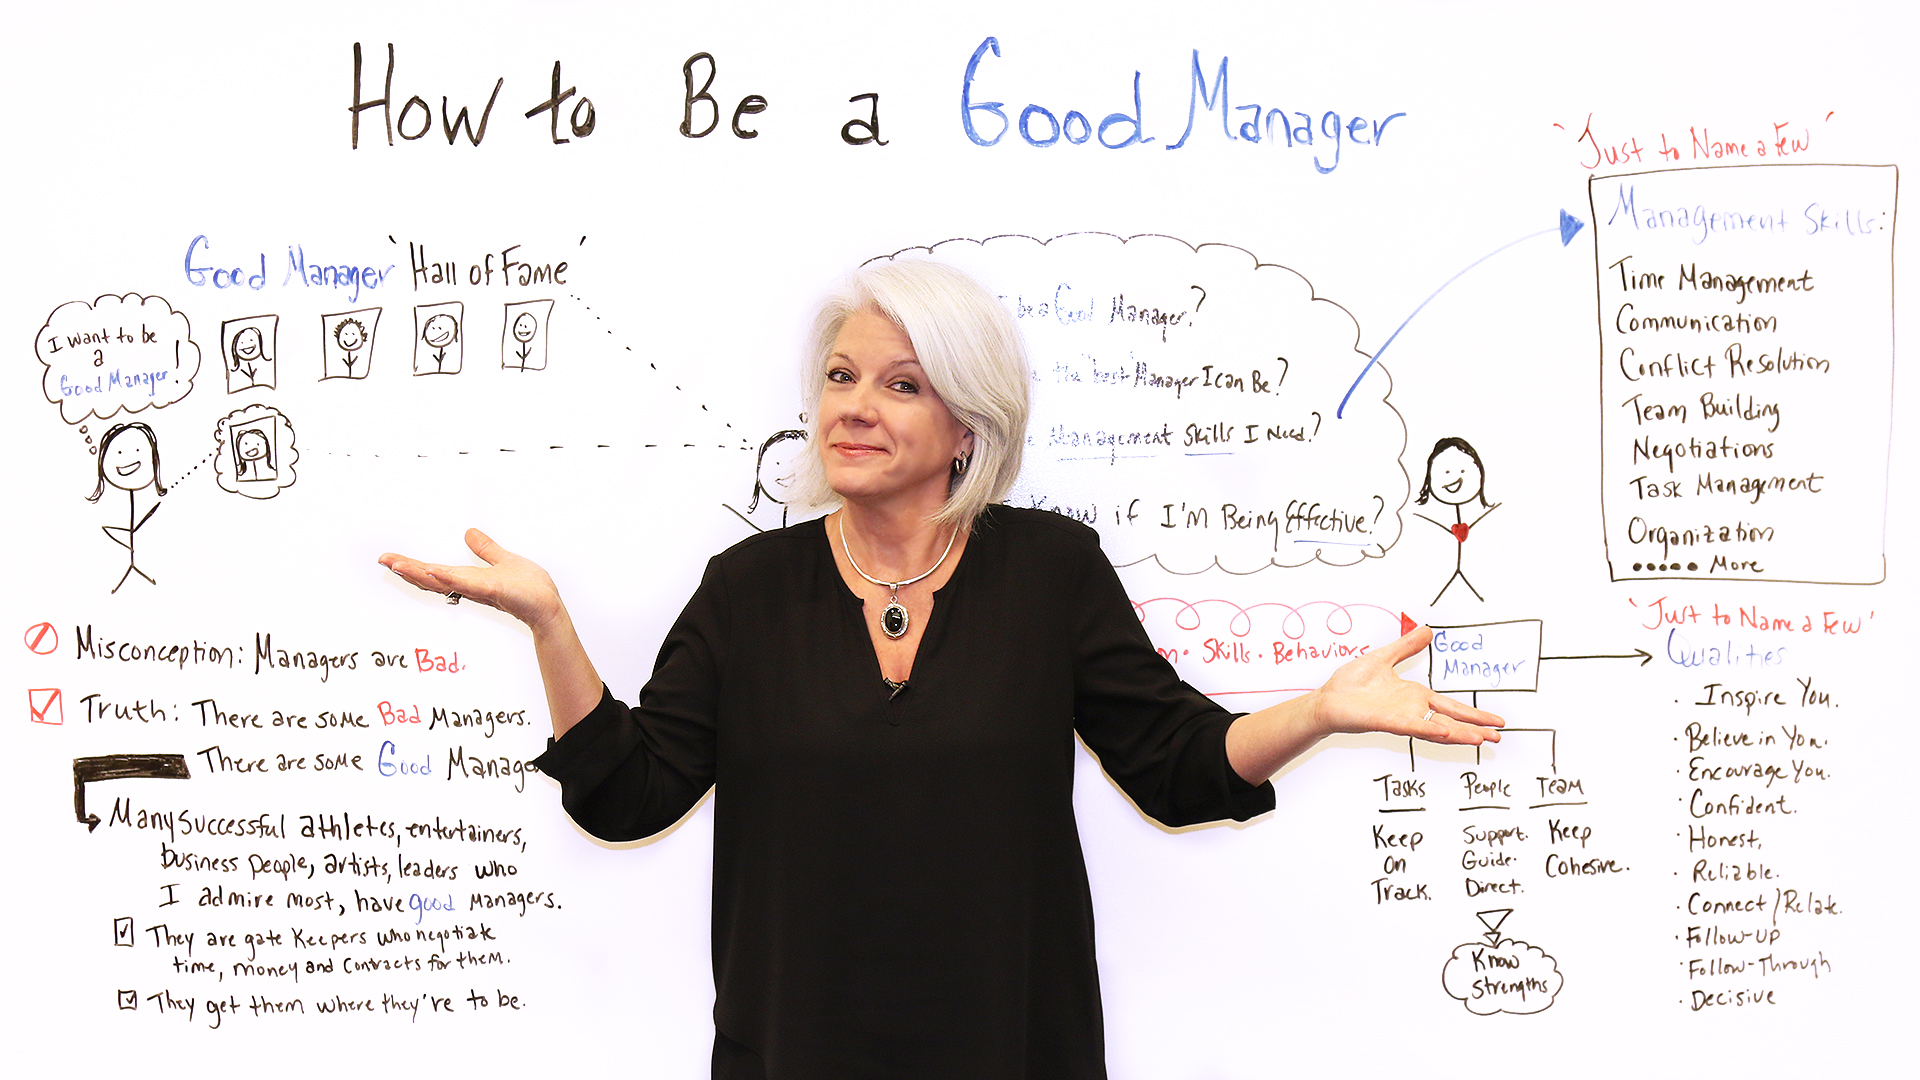 How to Be a Good Manager
Good Manager 'Hall of Fame'
I want to be
a
Good Manager!
Misconception: Managers are Bad.
Truth: There are some Bad Managers.
There are some Good Manage
Many successful athletes, entertainers,
business people, artists, leaders who
I admire most, have good managers.
They are gate keepers who negotiate
time, money and contracts for them.
They get them where they're to be.
be a Good Manager?
the "best" Manager I can Be?
Management Skills I Need?
Know if I'm Being Effective?
Skills · Behaviors
Good
Manager
Tasks
Keep
on
Track.
People
Support.
Guide.
Direct.
Know
Strengths
Team
Keep
Cohesive.
'Just to Name a Few'
Management Skills:
Time Management
Communication
Conflict Resolution
Team Building
Negotiations
Task Management
Organization
..... More
'Just to Name a Few'
Qualities
· Inspire You.
· Believe in You.
· Encourage You.
· Confident.
· Honest.
· Reliable.
· Connect/Relate.
· Follow-up
· Follow-Through
· Decisive